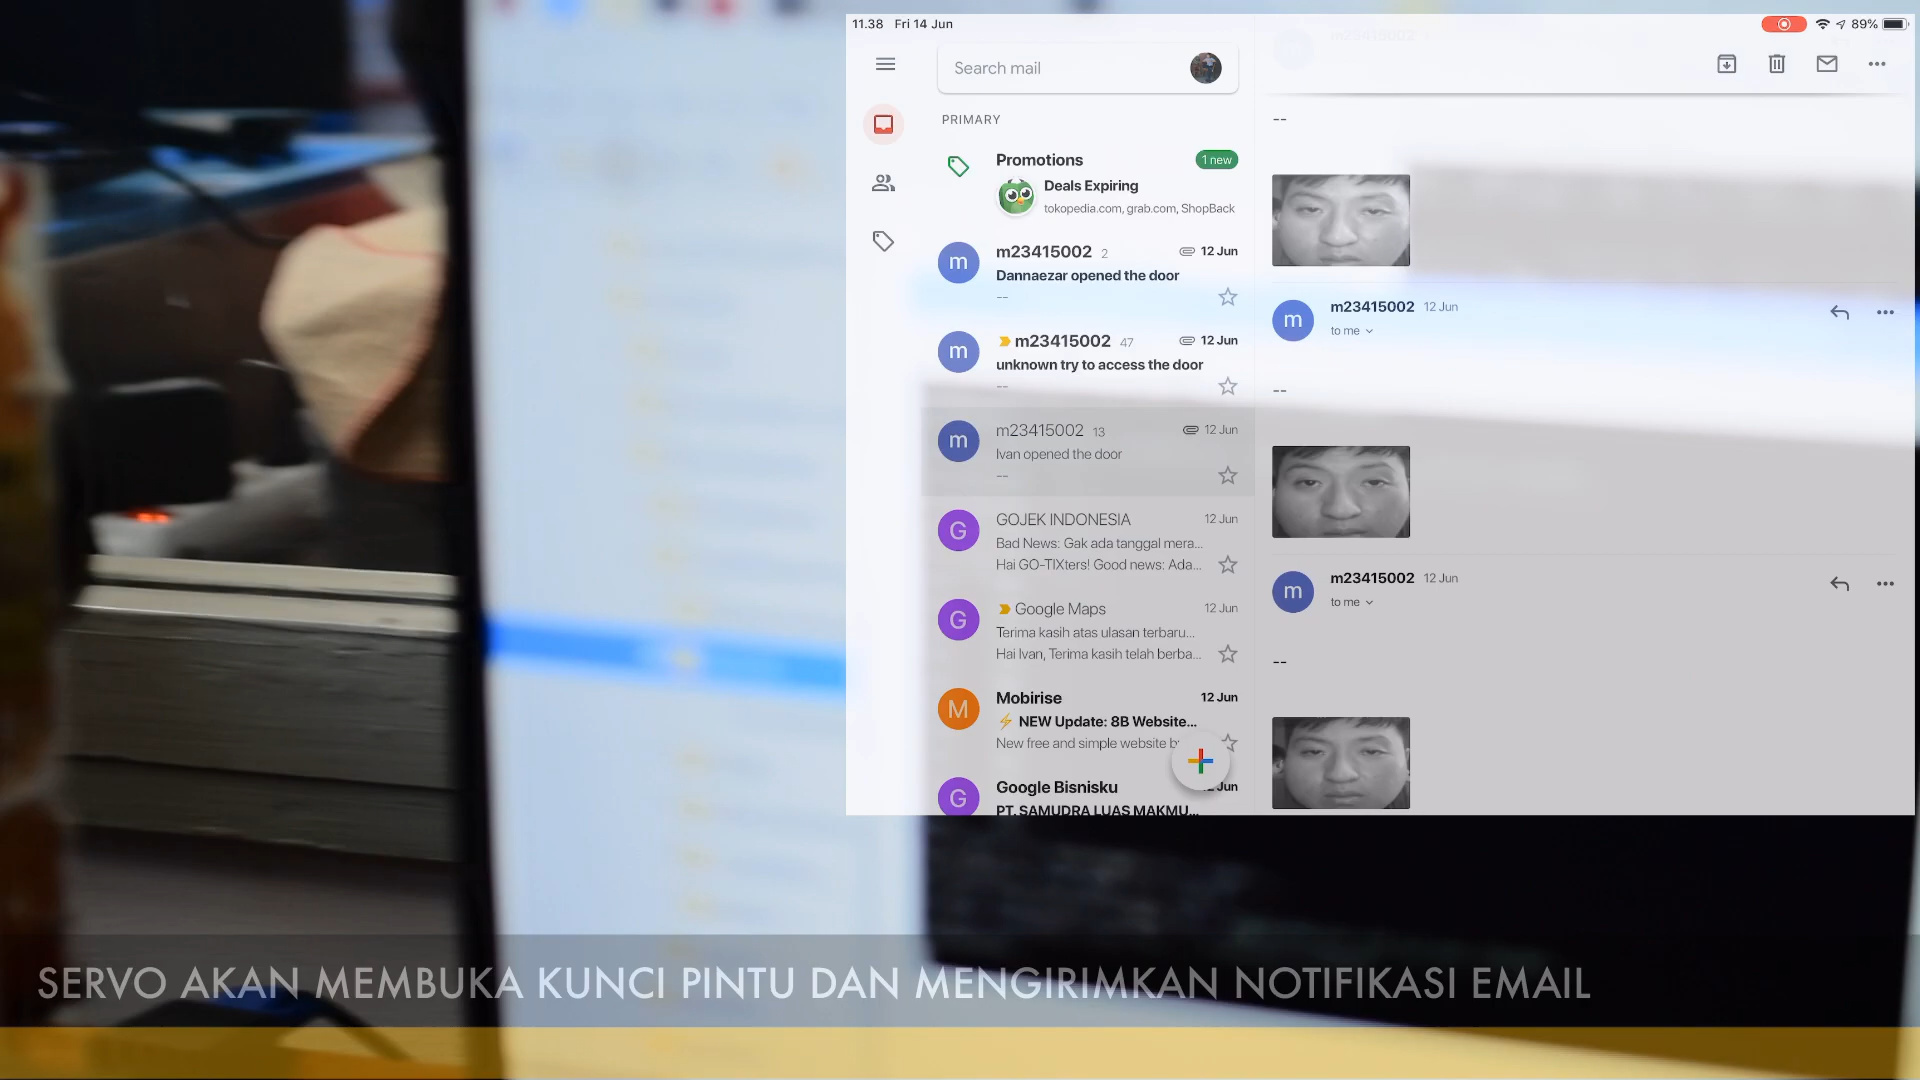 11.38 Fri 14 Jun
89%
Search mail
PRIMARY
Promotions 1 new
Deals Expiring
tokopedia.com, grab.com, ShopBack
m m23415002 2 12 Jun
Dannaezar opened the door
--
m m23415002 47 12 Jun
unknown try to access the door
--
m m23415002 13 12 Jun
Ivan opened the door
--
G GOJEK INDONESIA 12 Jun
Bad News: Gak ada tanggal mera...
Hai GO-TIXters! Good news: Ada...
G Google Maps 12 Jun
Terima kasih atas ulasan terbaru...
Hai Ivan, Terima kasih telah berba...
M Mobirise 12 Jun
⚡ NEW Update: 8B Website...
New free and simple website
G Google Bisnisku Jun
PT. SAMUDRA LUAS MAKMU...
m23415002
--
m m23415002 12 Jun
to me
--
m m23415002 12 Jun
to me
--
SERVO AKAN MEMBUKA KUNCI PINTU DAN MENGIRIMKAN NOTIFIKASI EMAIL